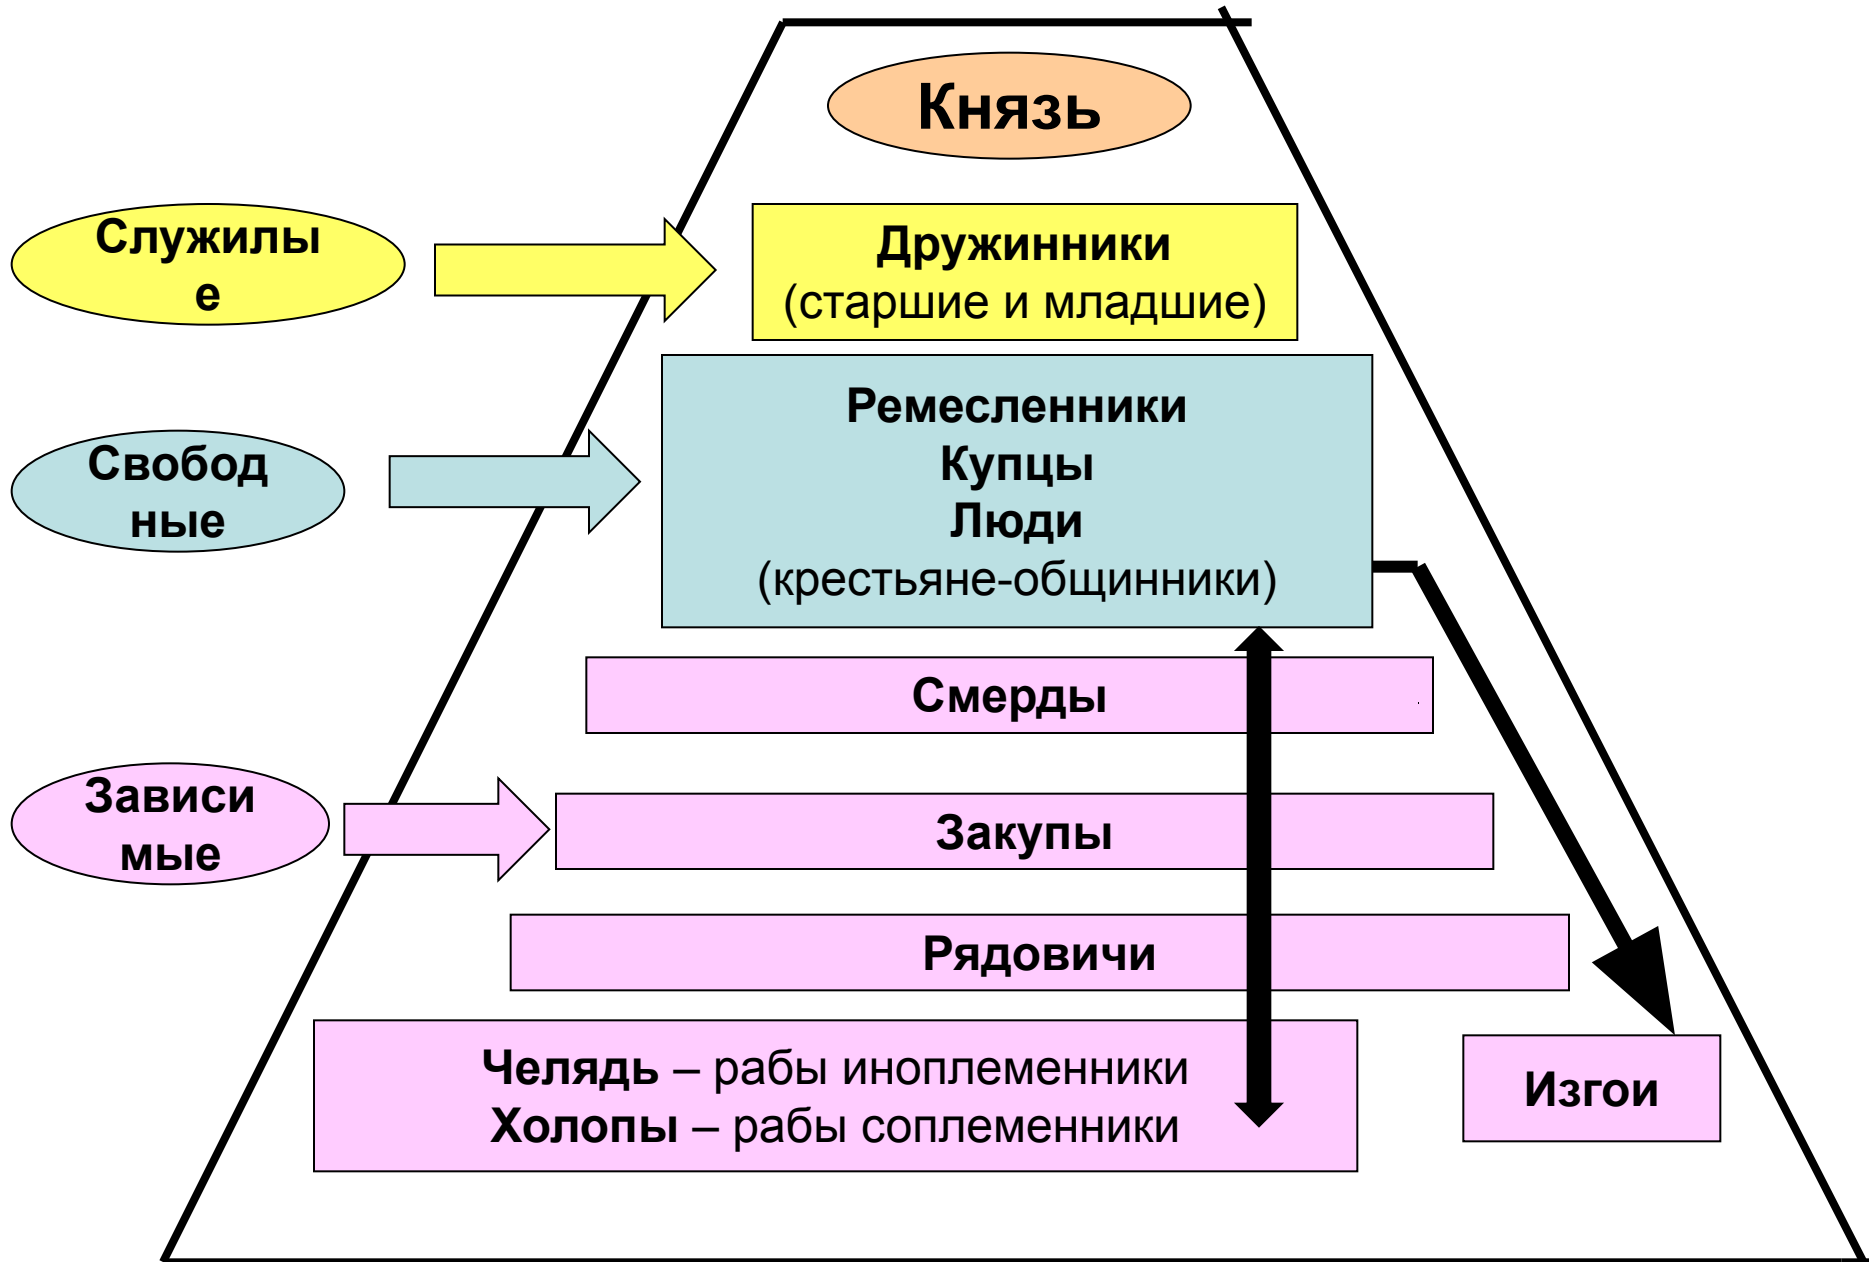 Князь
Служилы
е
Дружинники
(старшие и младшие)
Свобод
ные
Ремесленники
Купцы
Люди
(крестьяне-общинники)
Смерды
Зависи
мые
Закупы
Рядовичи
Челядь – рабы иноплеменники
Холопы – рабы соплеменники
Изгои